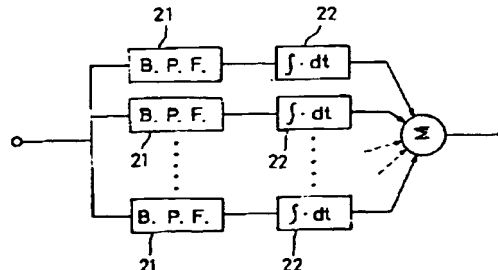 21 22
B. P. F. ∫·dt
B. P. F. ∫·dt Σ
21 22
B. P. F. ∫·dt
21 22